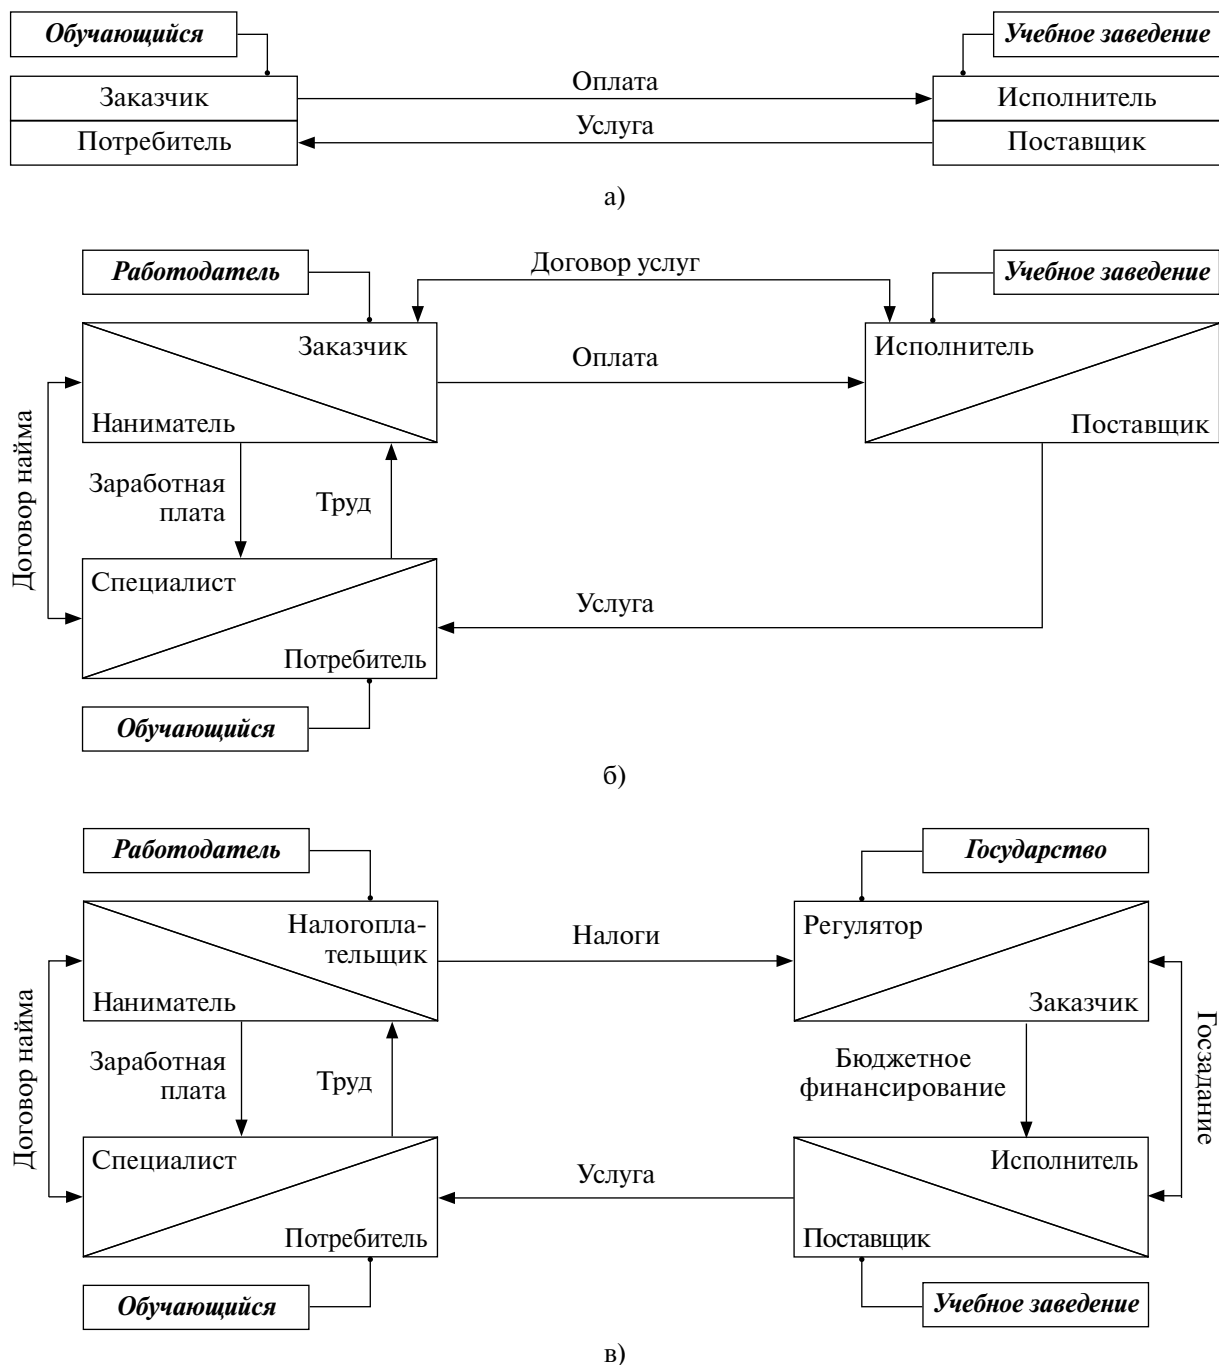 Обучающийся
Учебное заведение
Заказчик
Оплата
Исполнитель
Потребитель
Услуга
Поставщик
а)
Работодатель
Договор услуг
Учебное заведение
Заказчик
Исполнитель
Оплата
Наниматель
Поставщик
Договор найма
Заработная
плата
Труд
Специалист
Услуга
Потребитель
Обучающийся
б)
Работодатель
Государство
Налогопла-
тельщик
Налоги
Регулятор
Наниматель
Заказчик
Договор найма
Заработная
плата
Труд
Бюджетное
финансирование
Госзадание
Специалист
Услуга
Исполнитель
Потребитель
Поставщик
Обучающийся
Учебное заведение
в)